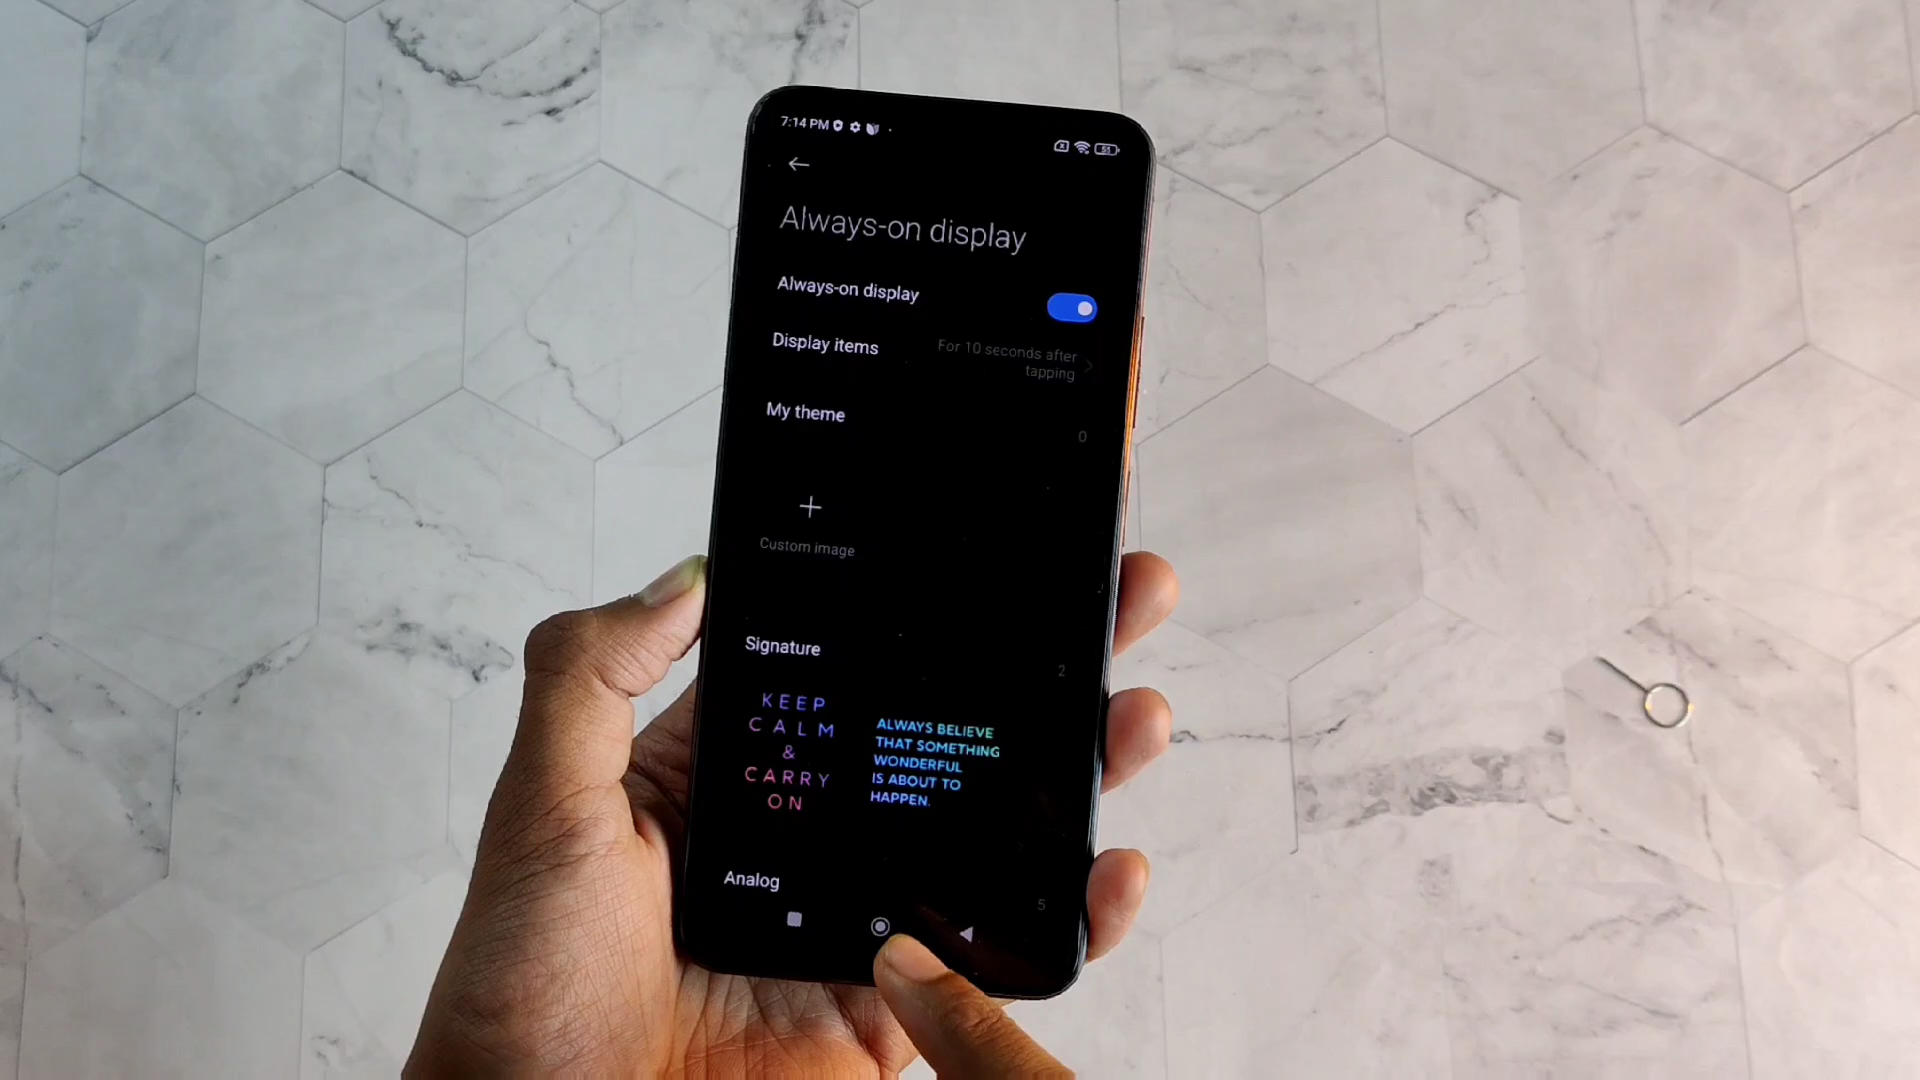 7:14 PM
55
Always-on display
Always-on display
Display items
For 10 seconds after
tapping
My theme
0
Custom image
Signature
2
KEEP
CALM
&
CARRY
ON
ALWAYS BELIEVE
THAT SOMETHING
WONDERFUL
IS ABOUT TO
HAPPEN.
Analog
5